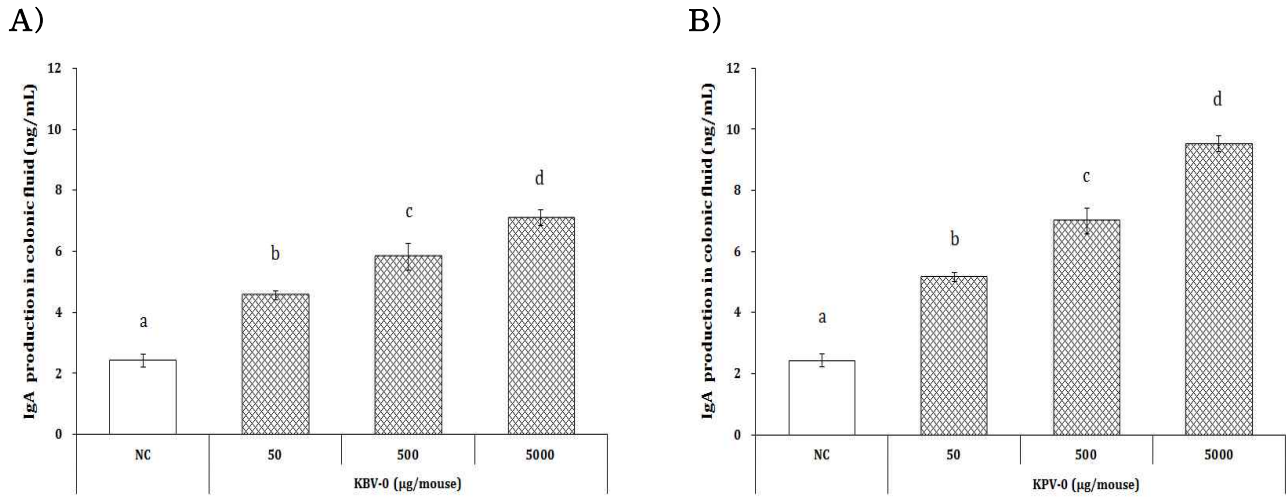 A)
IgA production in colonic fluid (ng/mL)
12
10
8
6
4
2
0
a
b
c
d
NC
50
500
5000
KBV-0 (µg/mouse)
B)
IgA production in colonic fluid (ng/mL)
12
10
8
6
4
2
0
a
b
c
d
NC
50
500
5000
KPV-0 (µg/mouse)